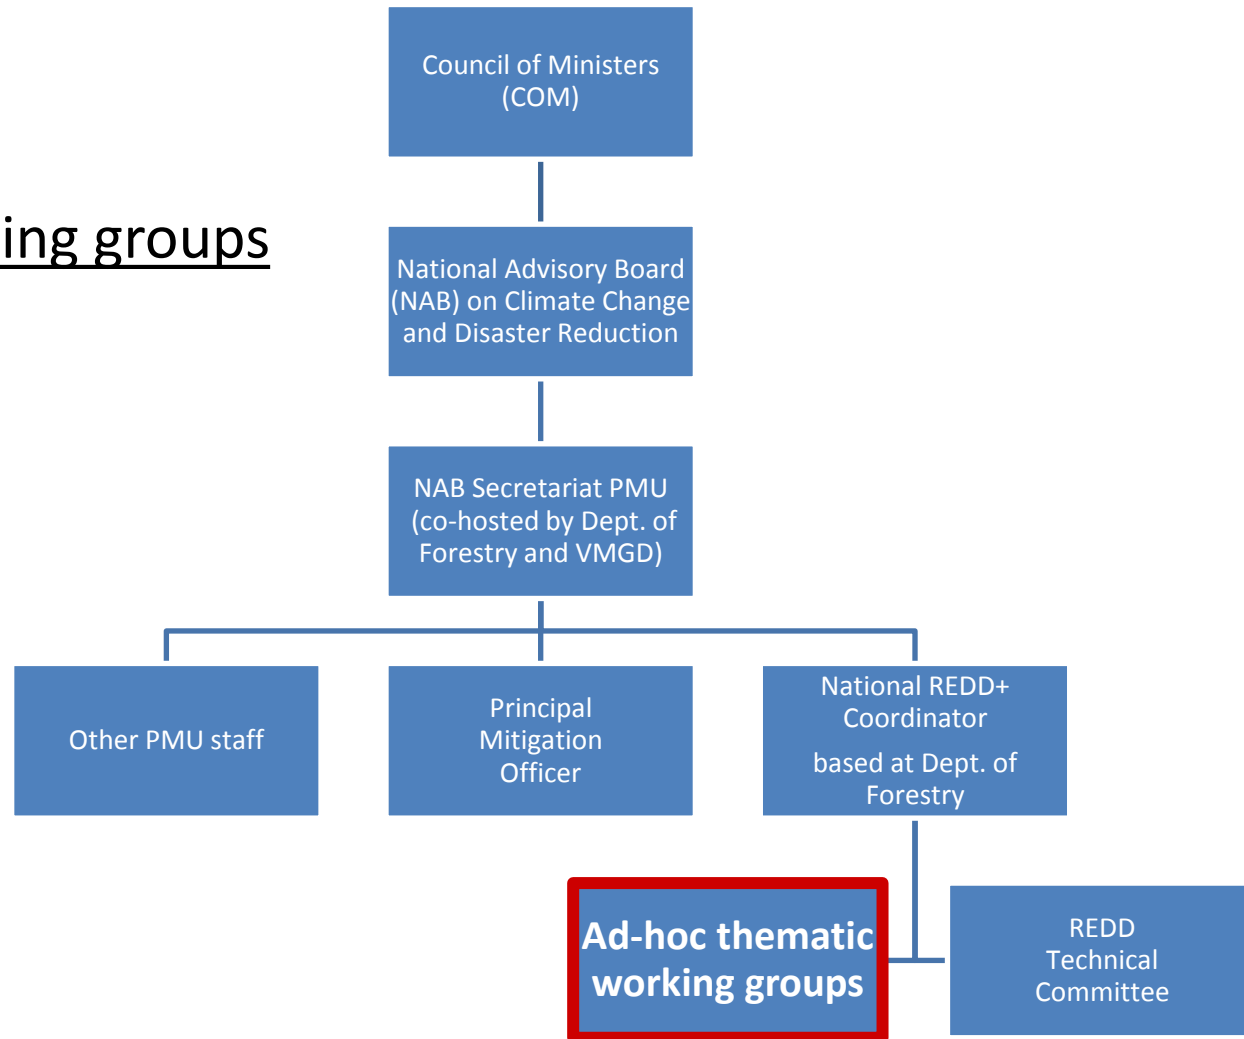 Council of Ministers
(COM)
ing groups
National Advisory Board
(NAB) on Climate Change
and Disaster Reduction
NAB Secretariat PMU
(co-hosted by Dept. of
Forestry and VMGD)
Other PMU staff
Principal
Mitigation
Officer
National REDD+
Coordinator
based at Dept. of
Forestry
Ad-hoc thematic
working groups
REDD
Technical
Committee